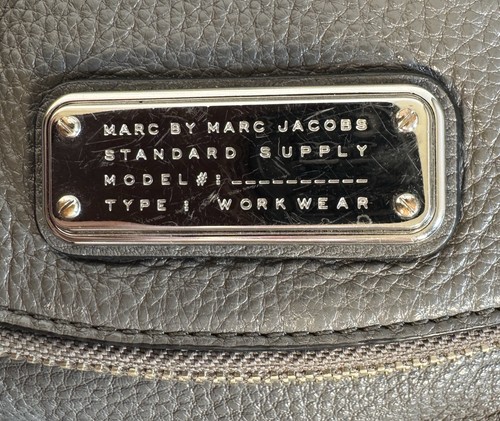 MARC BY MARC JACOBS
STANDARD SUPPLY
MODEL#:_________
TYPE: WORKWEAR